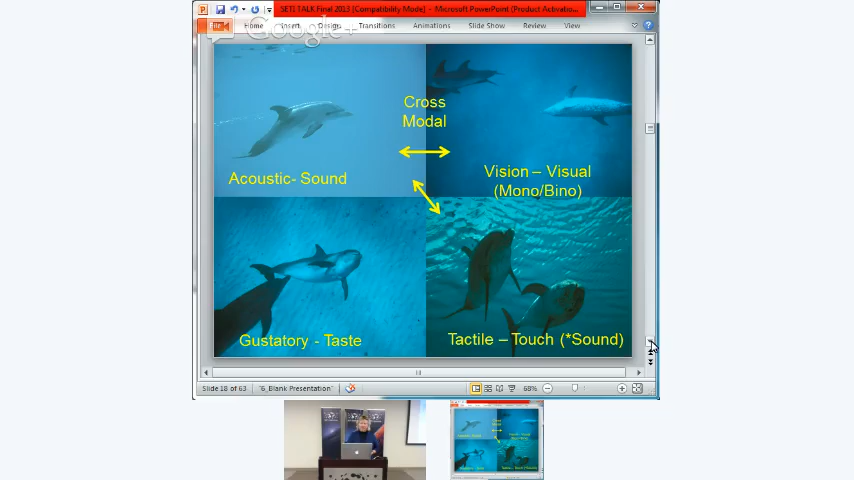 SETI TALK Final 2013 [Compatibility Mode] - Microsoft PowerPoint (Product Activatio...
File
Home
Insert
Design
Transitions
Animations
Slide Show
Review
View
Google+
Cross
Modal
Acoustic- Sound
Vision – Visual
(Mono/Bino)
Gustatory - Taste
Tactile – Touch (*Sound)
Slide 18 of 63
"6_Blank Presentation"
68%